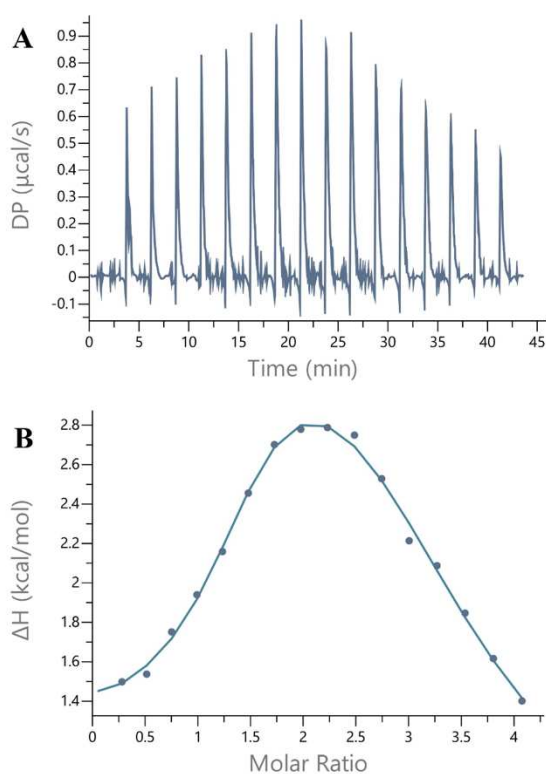 A
DP (µcal/s)
0.9
0.8
0.7
0.6
0.5
0.4
0.3
0.2
0.1
0
-0.1
0 5 10 15 20 25 30 35 40 45
Time (min)
B
ΔH (kcal/mol)
2.8
2.6
2.4
2.2
2
1.8
1.6
1.4
0 0.5 1 1.5 2 2.5 3 3.5 4
Molar Ratio